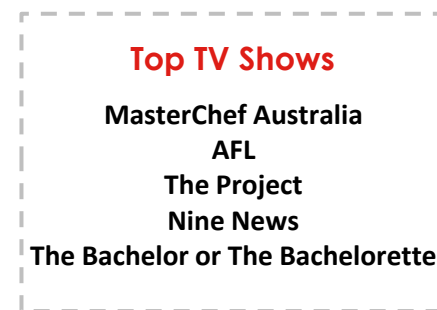 Top TV Shows
MasterChef Australia
AFL
The Project
Nine News
The Bachelor or The Bachelorette